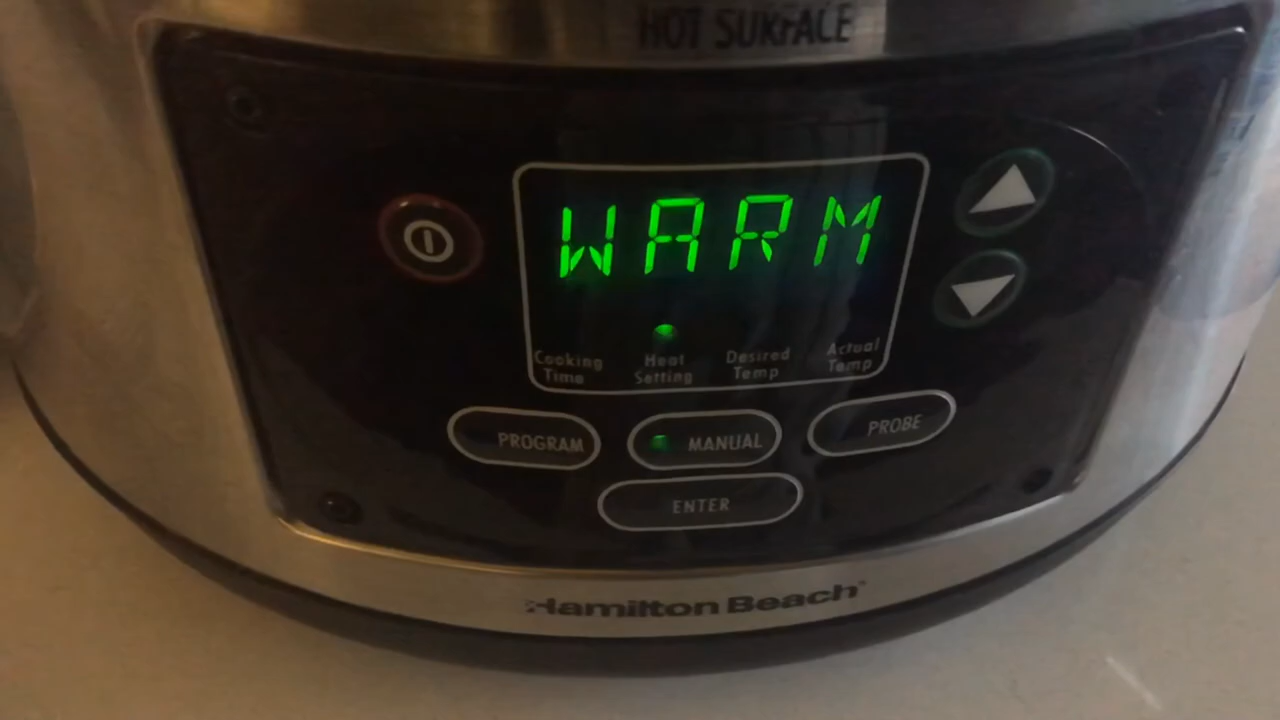 HOT SURFACE
WARM
Cooking Time
Heat Setting
Desired Temp
Actual Temp
PROGRAM
MANUAL
PROBE
ENTER
Hamilton Beach